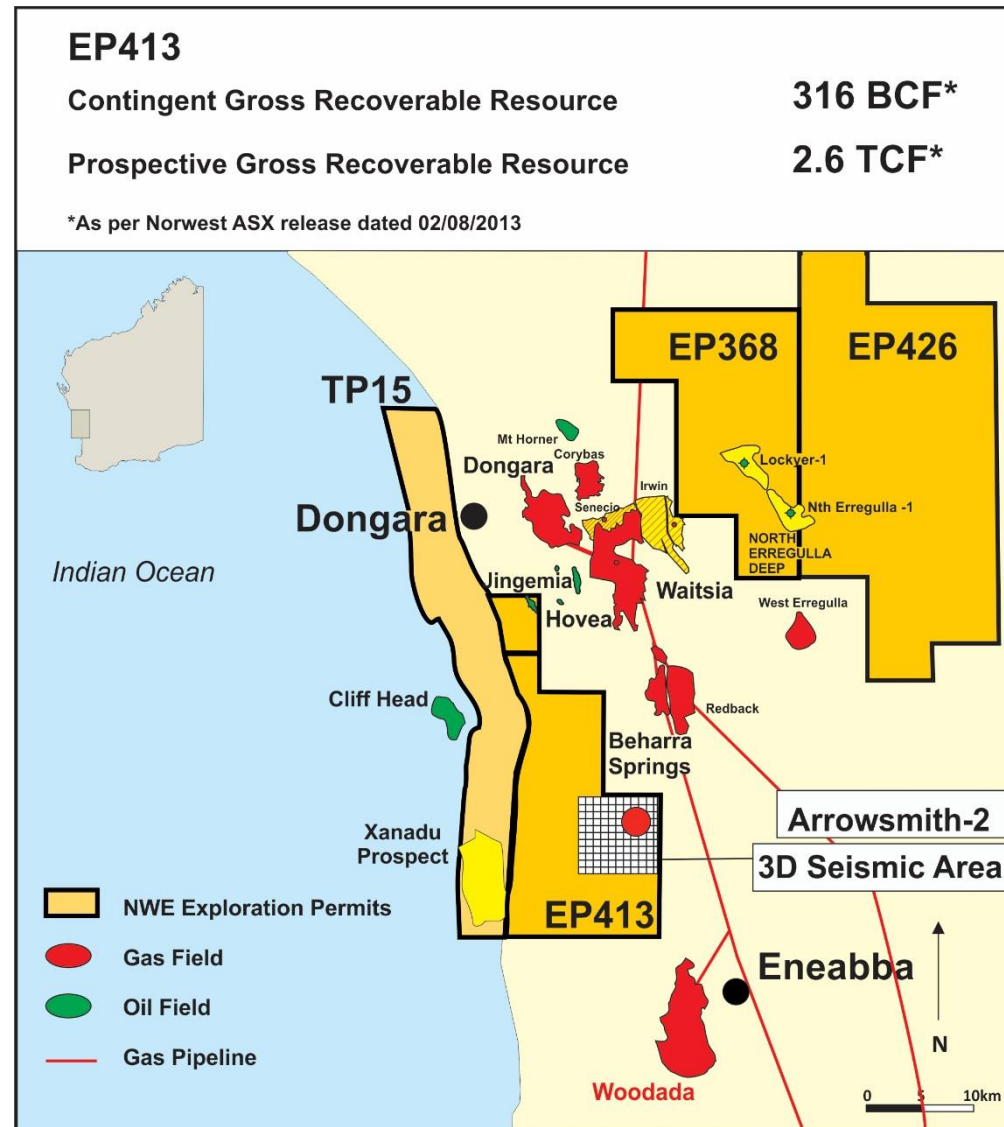 EP413
Contingent Gross Recoverable Resource 316 BCF*
Prospective Gross Recoverable Resource 2.6 TCF*
*As per Norwest ASX release dated 02/08/2013
EP368
EP426
TP15
Mt Horner
Corybas
Dongara
Lockyer-1
Irwin
Senecio
Nth Erregulla -1
Dongara
NORTH
ERREGULLA
DEEP
Indian Ocean
Jingemia
Waitsia
West Erregulla
Hovea
Cliff Head
Redback
Beharra
Springs
Arrowsmith-2
Xanadu
Prospect
3D Seismic Area
NWE Exploration Permits
EP413
Gas Field
Eneabba
Oil Field
Gas Pipeline
N
Woodada
0 5 10km